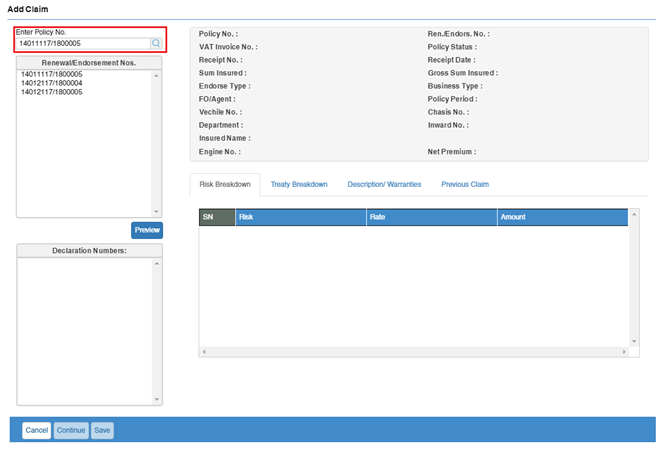 Add Claim
Enter Policy No.
14011117/1800005
Renewal/Endorsement Nos.
14011117/1800005
14012117/1800004
14012117/1800005
Preview
Declaration Numbers:
Policy No. : Ren./Endors. No. :
VAT Invoice No. : Policy Status :
Receipt No. : Receipt Date :
Sum Insured : Gross Sum Insured :
Endorse Type : Business Type :
FO/Agent : Policy Period :
Vechile No. : Chasis No. :
Department : Inward No. :
Insured Name :
Engine No. : Net Premium :
Risk Breakdown Treaty Breakdown Description/ Warranties Previous Claim
SN Risk Rate Amount
Cancel Continue Save